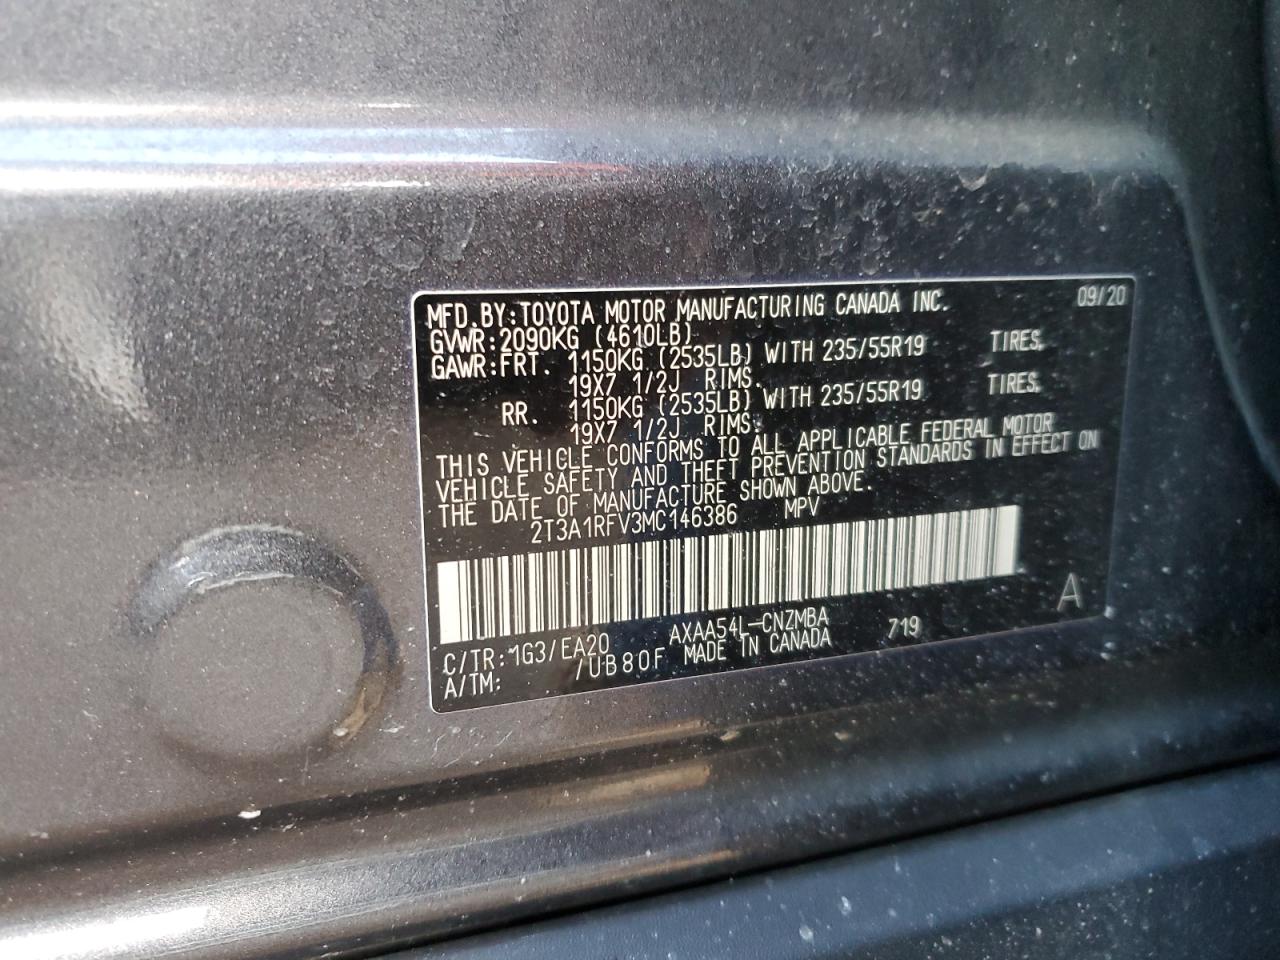 MFD.BY:TOYOTA MOTOR MANUFACTURING CANADA INC. 09/20
GVWR:2090KG (4610LB)
GAWR:FRT. 1150KG (2535LB) WITH 235/55R19 TIRES,
19X7 1/2J RIMS.
RR. 1150KG (2535LB) WITH 235/55R19 TIRES,
19X7 1/2J RIMS.
THIS VEHICLE CONFORMS TO ALL APPLICABLE FEDERAL MOTOR
VEHICLE SAFETY AND THEFT PREVENTION STANDARDS IN EFFECT ON
THE DATE OF MANUFACTURE SHOWN ABOVE.
2T3A1RFV3MC146386 MPV
A
C/TR:1G3/EA20 AXAA54L-CNZMBA 719
A/TM: /UB80F MADE IN CANADA